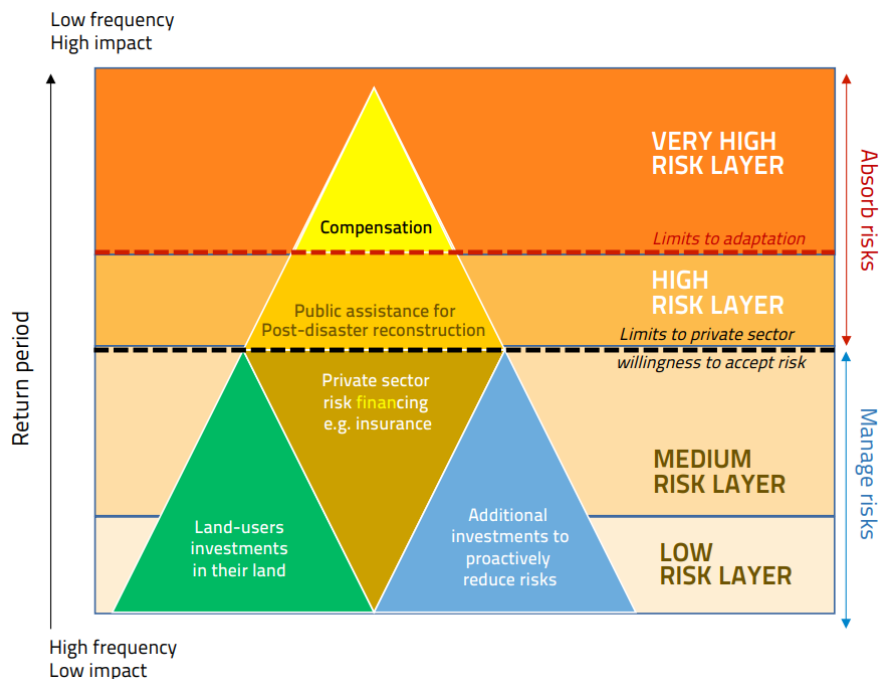 Low frequency
High impact
VERY HIGH
RISK LAYER
Compensation
Limits to adaptation
Absorb risks
HIGH
RISK LAYER
Public assistance for
Post-disaster reconstruction
Limits to private sector
willingness to accept risk
Return period
Private sector
risk financing
e.g. insurance
MEDIUM
RISK LAYER
Manage risks
Land-users
investments
in their land
Additional
investments to
proactively
reduce risks
LOW
RISK LAYER
High frequency
Low impact